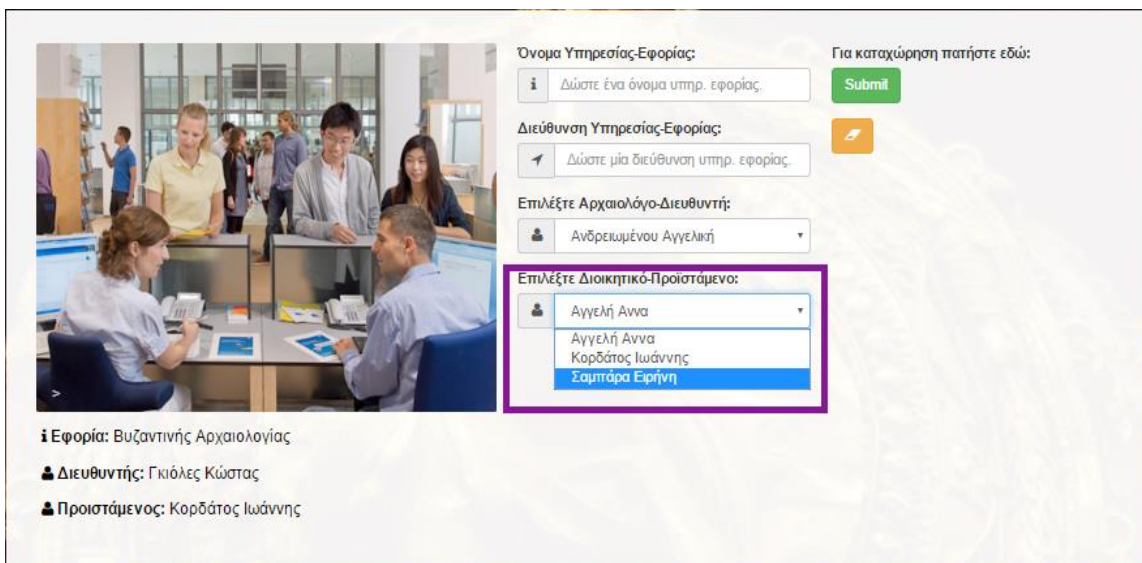 Όνομα Υπηρεσίας-Εφορίας:
Δώστε ένα όνομα υπηρ. εφορίας.
Διεύθυνση Υπηρεσίας-Εφορίας:
Δώστε μία διεύθυνση υπηρ. εφορίας.
Επιλέξτε Αρχαιολόγο-Διευθυντή:
Ανδρειωμένου Αγγελική
Επιλέξτε Διοικητικό-Προϊστάμενο:
Αγγελή Αννα
Αγγελή Αννα
Κορδάτος Ιωάννης
Σαμπάρα Ειρήνη
Για καταχώρηση πατήστε εδώ:
Submit
>
Εφορία: Βυζαντινής Αρχαιολογίας
Διευθυντής: Γκιόλες Κώστας
Προιστάμενος: Κορδάτος Ιωάννης